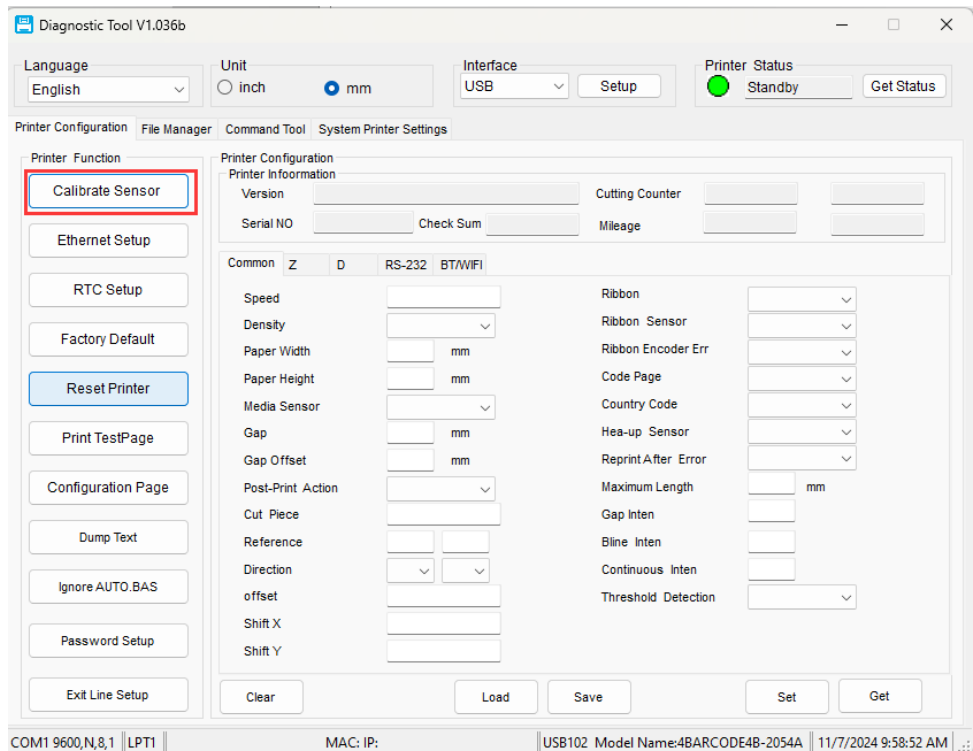 Diagnostic Tool V1.036b
Language Unit Interface Printer Status
English inch mm USB Setup Standby Get Status
Printer Configuration File Manager Command Tool System Printer Settings
Printer Function
Calibrate Sensor
Ethernet Setup
RTC Setup
Factory Default
Reset Printer
Print TestPage
Configuration Page
Dump Text
Ignore AUTO.BAS
Password Setup
Exit Line Setup
Printer Configuration
Printer Infoormation
Version Cutting Counter
Serial NO Check Sum Mileage
Common Z D RS-232 BT/WIFI
Speed
Density
Paper Width mm
Paper Height mm
Media Sensor
Gap mm
Gap Offset mm
Post-Print Action
Cut Piece
Reference
Direction
offset
Shift X
Shift Y
Ribbon
Ribbon Sensor
Ribbon Encoder Err
Code Page
Country Code
Hea-up Sensor
Reprint After Error
Maximum Length mm
Gap Inten
Bline Inten
Continuous Inten
Threshold Detection
Clear Load Save Set Get
COM1 9600,N,8,1 LPT1 MAC: IP: USB102 Model Name:4BARCODE4B-2054A 11/7/2024 9:58:52 AM